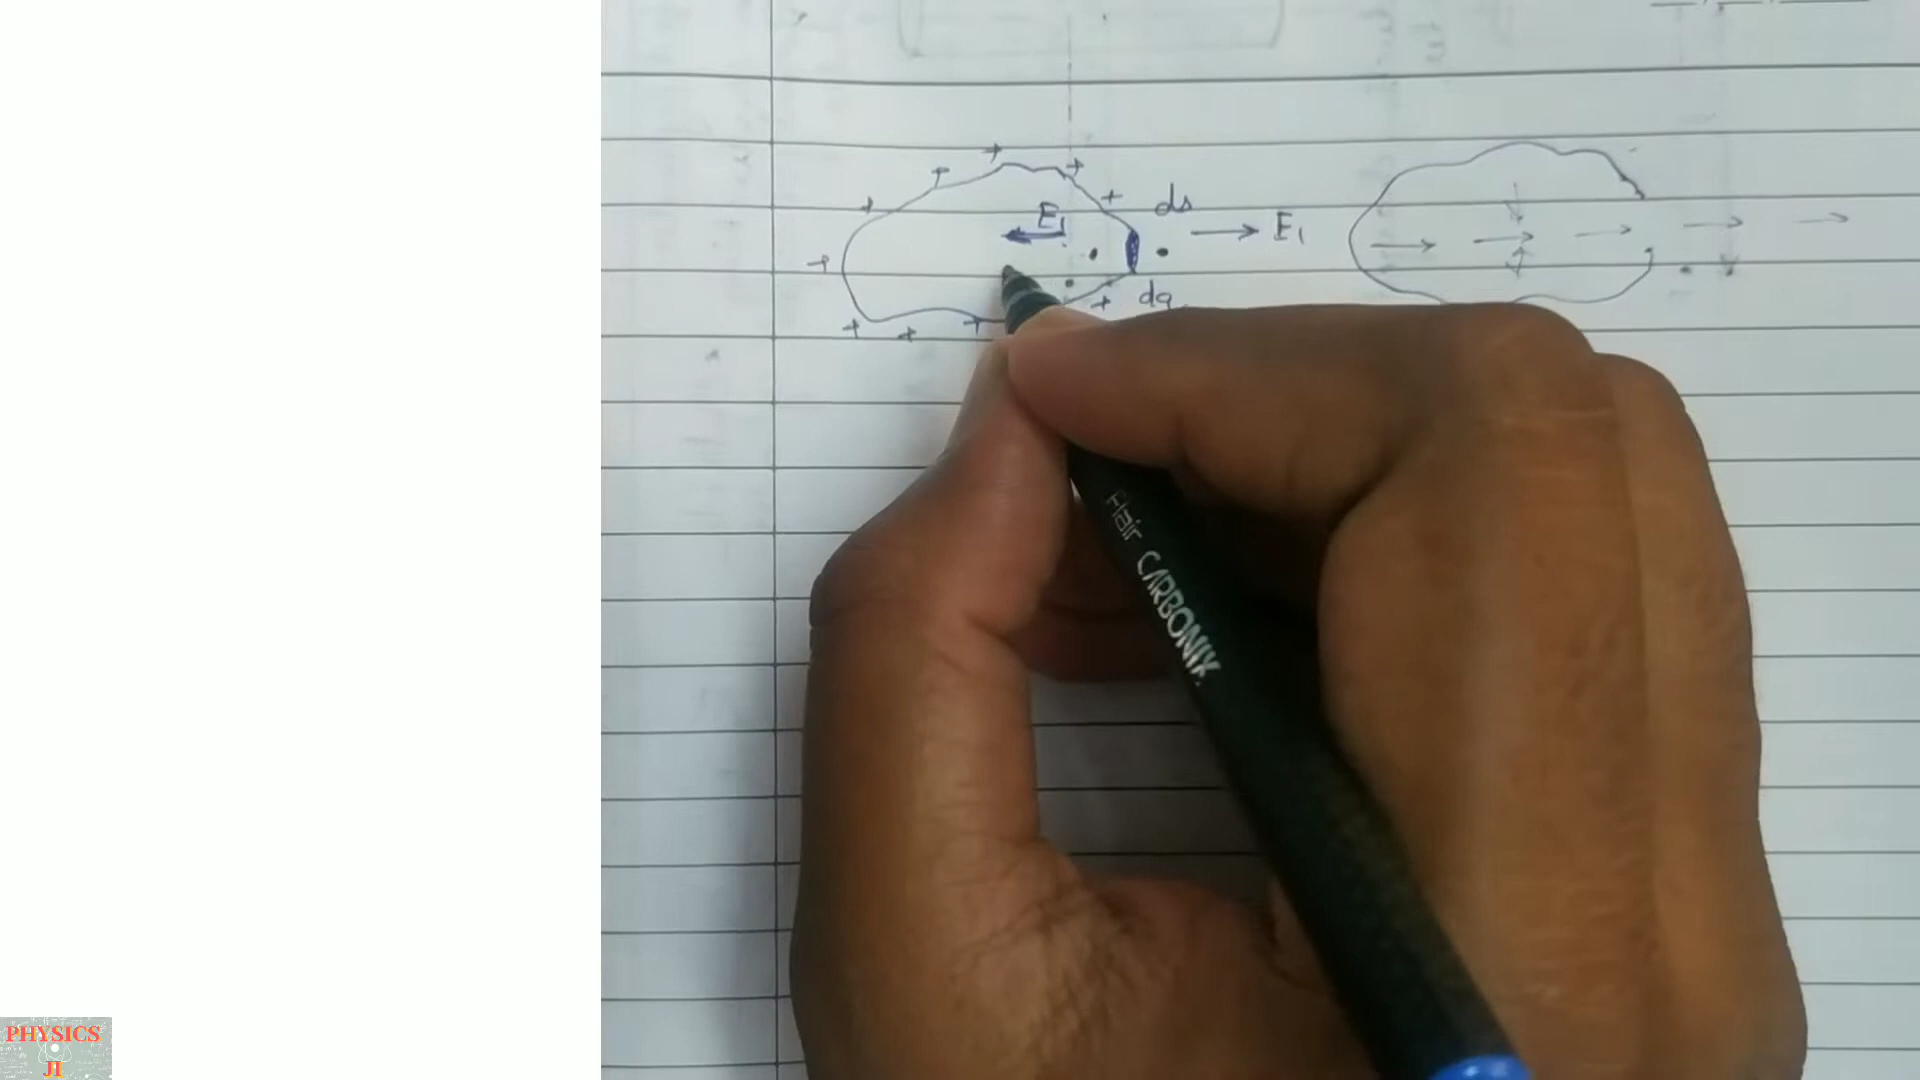 ds
E₁
E₁
dq
Flair CARBONIX
PHYSICS
JI